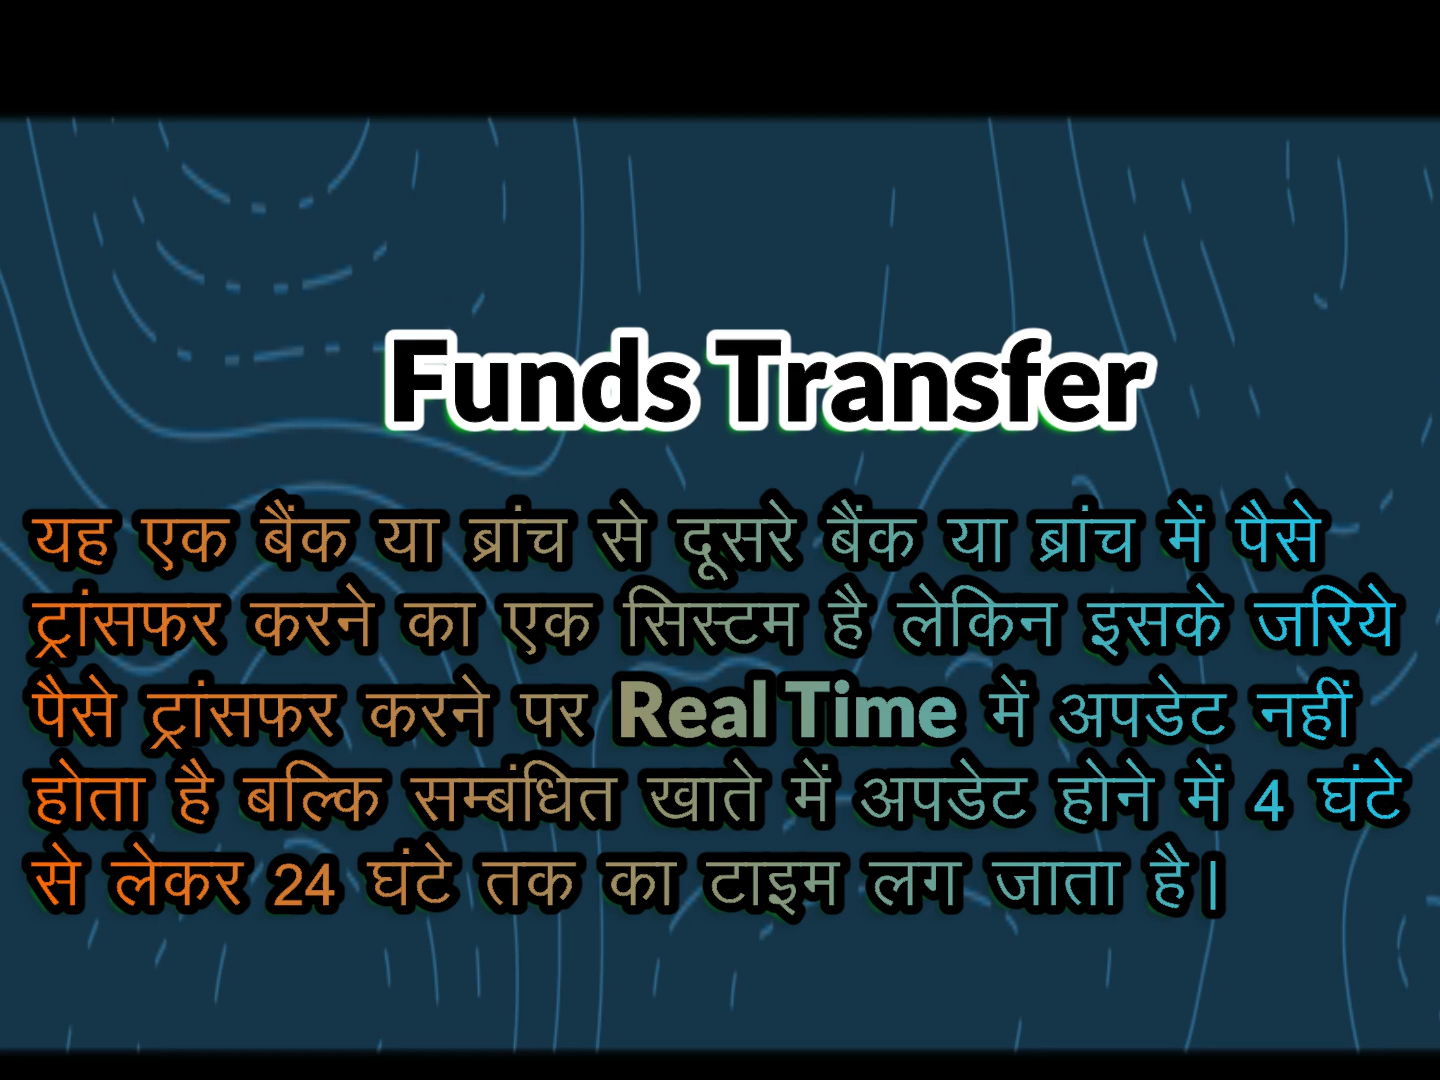 Funds Transfer
यह एक बैंक या ब्रांच से दूसरे बैंक या ब्रांच में पैसे
ट्रांसफर करने का एक सिस्टम है लेकिन इसके जरिये
पैसे ट्रांसफर करने पर Real Time में अपडेट नहीं
होता है बल्कि सम्बंधित खाते में अपडेट होने में 4 घंटे
से लेकर 24 घंटे तक का टाइम लग जाता है|